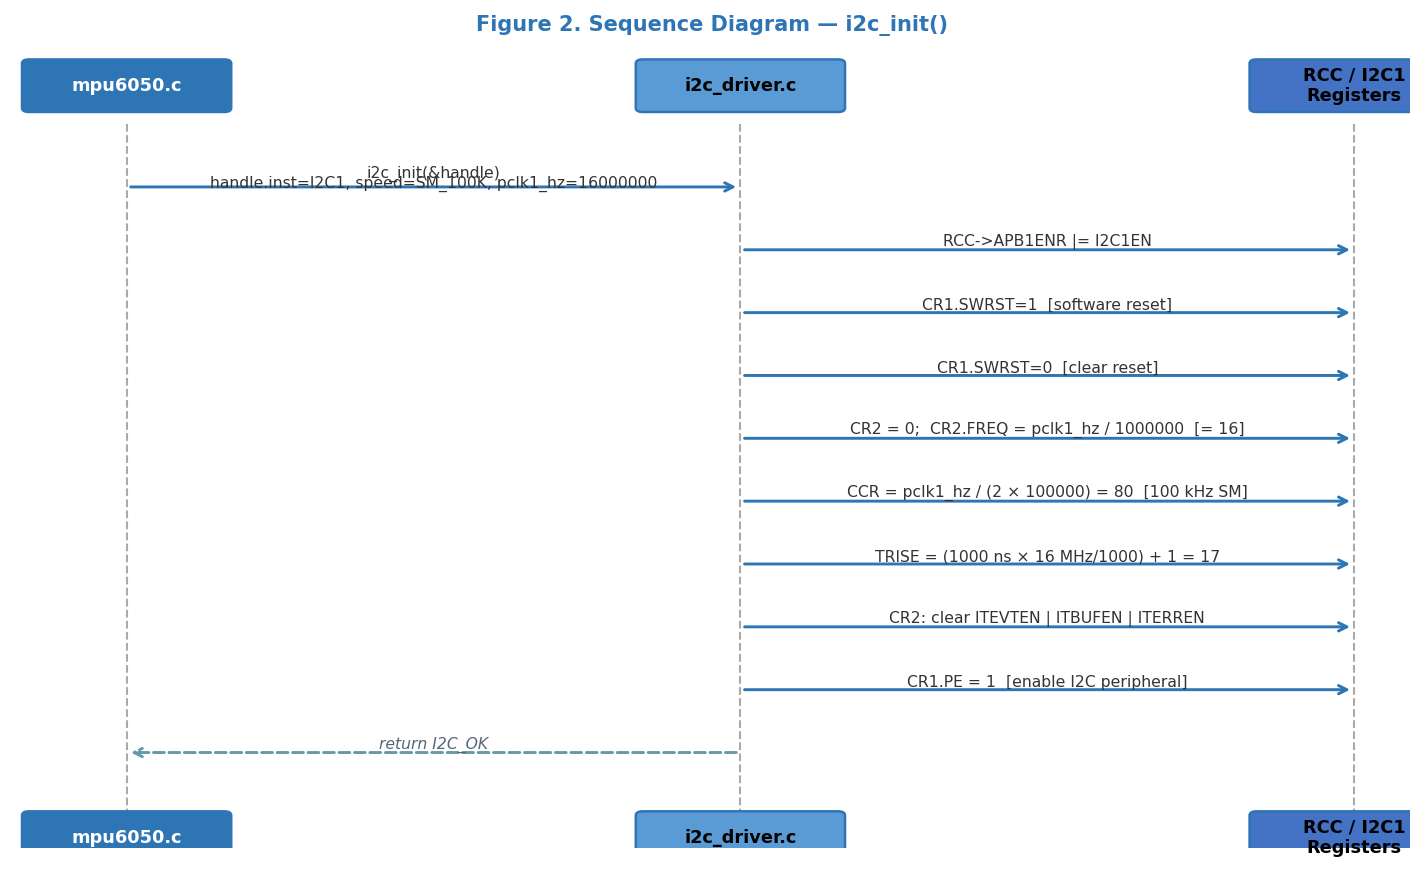 Figure 2. Sequence Diagram — i2c_init()
mpu6050.c
i2c_driver.c
RCC / I2C1
Registers
i2c_init(&handle)
handle.inst=I2C1, speed=SM_100K, pclk1_hz=16000000
RCC->APB1ENR |= I2C1EN
CR1.SWRST=1  [software reset]
CR1.SWRST=0  [clear reset]
CR2 = 0;  CR2.FREQ = pclk1_hz / 1000000  [= 16]
CCR = pclk1_hz / (2 × 100000) = 80  [100 kHz SM]
TRISE = (1000 ns × 16 MHz/1000) + 1 = 17
CR2: clear ITEVTEN | ITBUFEN | ITERREN
CR1.PE = 1  [enable I2C peripheral]
return I2C_OK
mpu6050.c
i2c_driver.c
RCC / I2C1
Registers